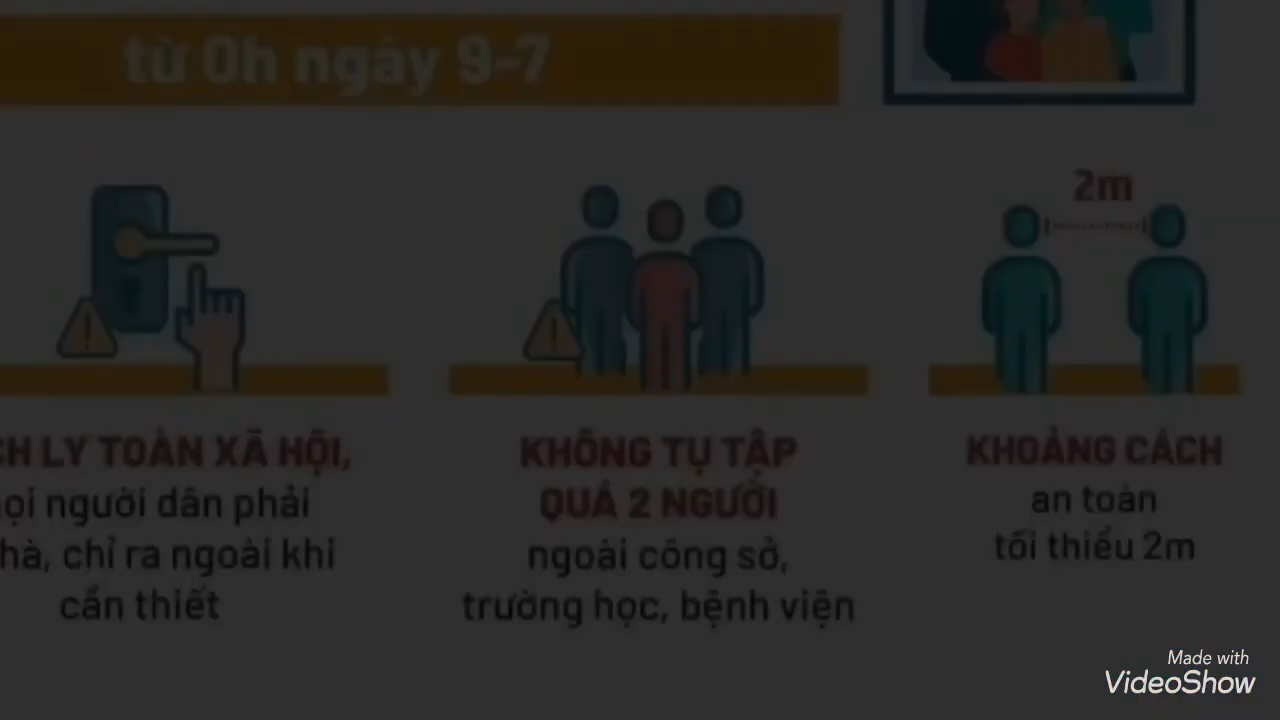 từ 0h ngày 9-7
2m
CH LY TOÀN XÃ HỘI,
ọi người dân phải
hà, chỉ ra ngoài khi
cần thiết
KHÔNG TỤ TẬP
QUÁ 2 NGƯỜI
ngoài công sở,
trường học, bệnh viện
KHOẢNG CÁCH
an toàn
tối thiểu 2m
Made with
VideoShow